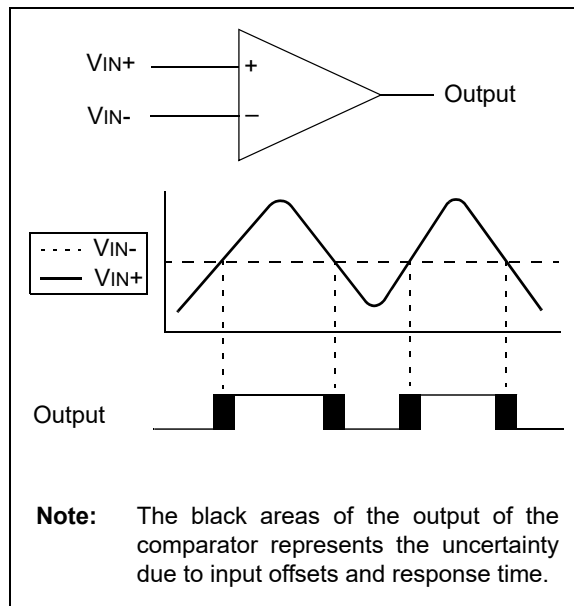 VIN+
+
Output
VIN-
–
VIN-
VIN+
Output
Note: The black areas of the output of the
comparator represents the uncertainty
due to input offsets and response time.